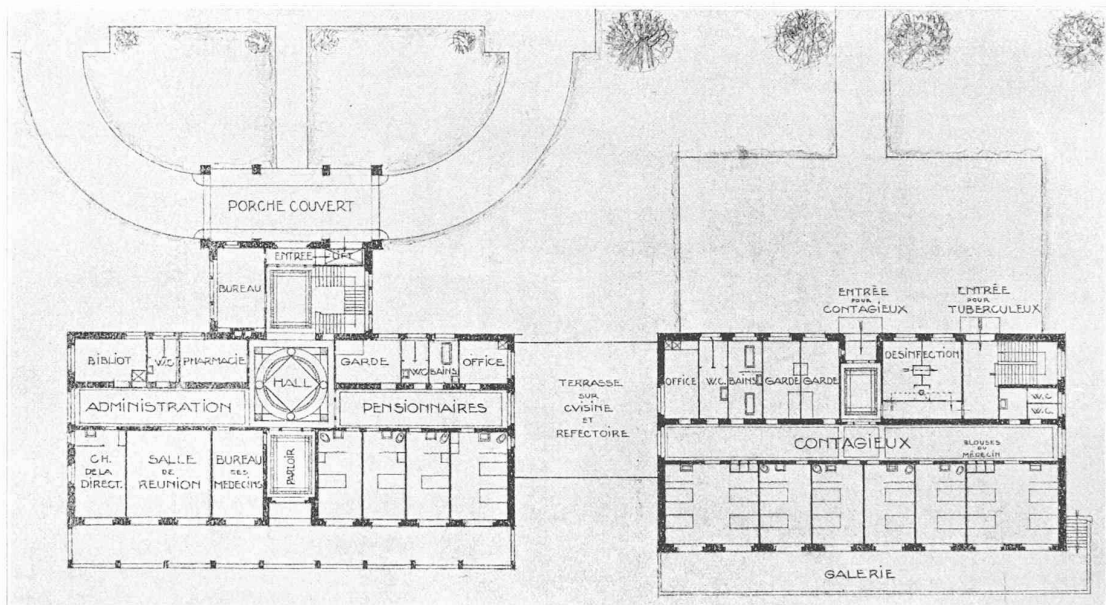 PORCHE COUVERT
ENTRÉE
LIFT
BUREAU
BIBLIOT
W.C.
PHARMACIE
HALL
GARDE
W.C.
BAINS
OFFICE
ADMINISTRATION
PENSIONNAIRES
CH.
DE LA
DIRECT.
SALLE
DE
REUNION
BUREAU
DES
MEDECINS
PARLOIR
TERRASSE
SUR
CUISINE
ET
REFECTOIRE
ENTRÉE
POUR
CONTAGIEUX
ENTRÉE
POUR
TUBERCULEUX
OFFICE
W.C.
BAINS
GARDE
GARDE
DESINFECTION
W.C
W.C.
CONTAGIEUX
BLOUSES
DU
MÉDECIN
GALERIE